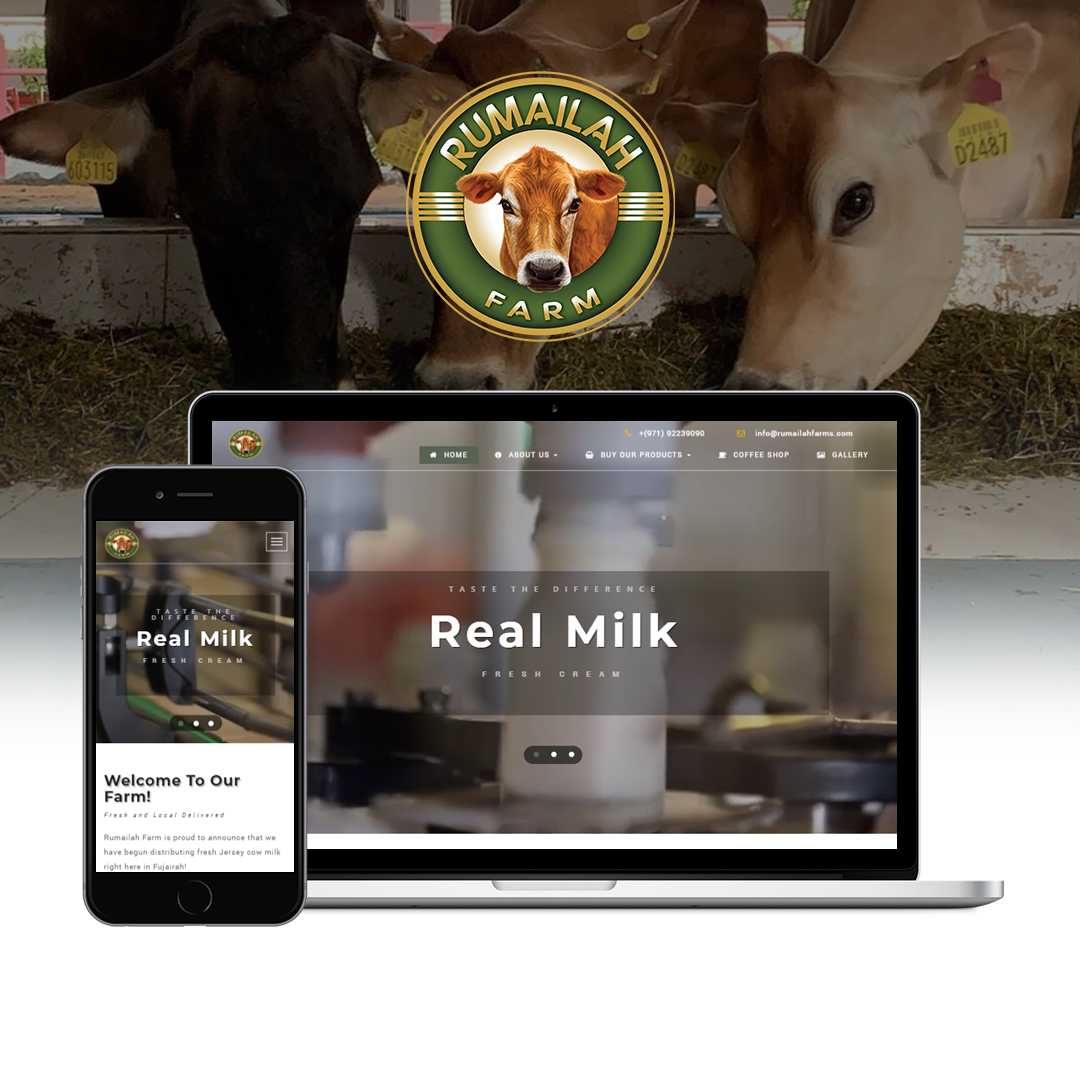 603115
D2487
RUMAILAH
FARM
+(971) 92239090
info@rumailahfarms.com
HOME
ABOUT US
BUY OUR PRODUCTS
COFFEE SHOP
GALLERY
TASTE THE DIFFERENCE
Real Milk
FRESH CREAM
TASTE THE
DIFFERENCE
Real Milk
FRESH CREAM
Welcome To Our
Farm!
Fresh and Local Delivered
Rumailah Farm is proud to announce that we
have begun distributing fresh Jersey cow milk
right here in Fujairah!